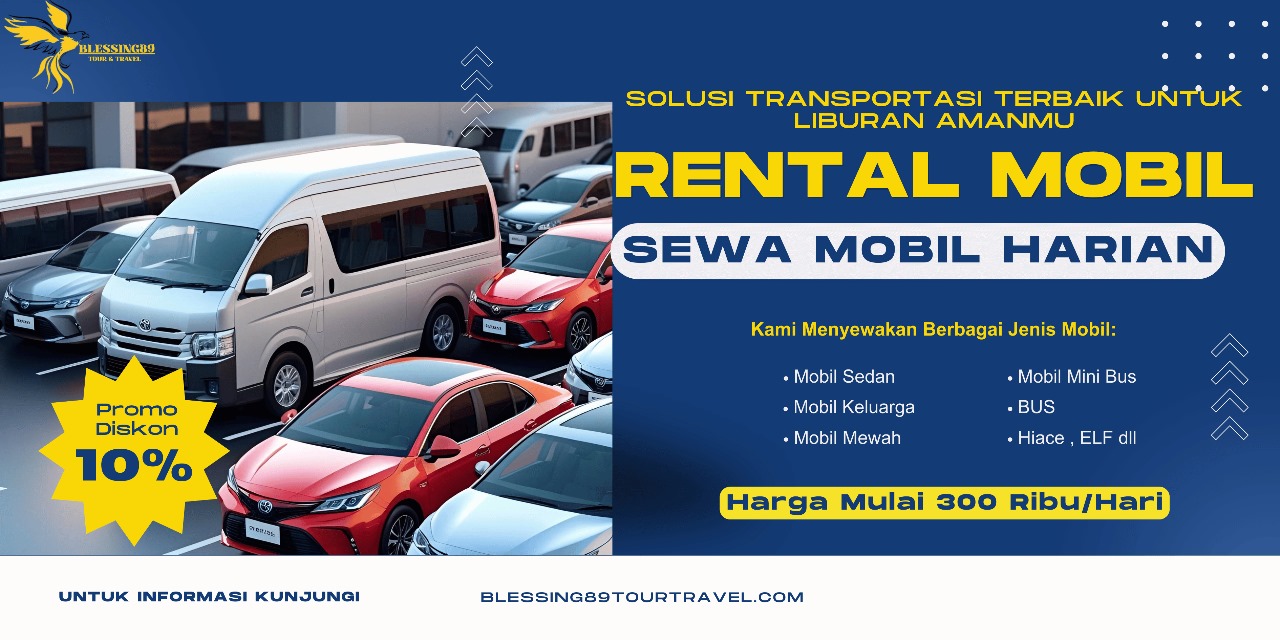 BLESSING89
TOUR & TRAVEL
SOLUSI TRANSPORTASI TERBAIK UNTUK
LIBURAN AMANMU
RENTAL MOBIL
SEWA MOBIL HARIAN
Kami Menyewakan Berbagai Jenis Mobil:
• Mobil Sedan
• Mobil Keluarga
• Mobil Mewah
• Mobil Mini Bus
• BUS
• Hiace , ELF dll
Harga Mulai 300 Ribu/Hari
Promo
Diskon
10%
UNTUK INFORMASI KUNJUNGI
BLESSING89TOURTRAVEL.COM